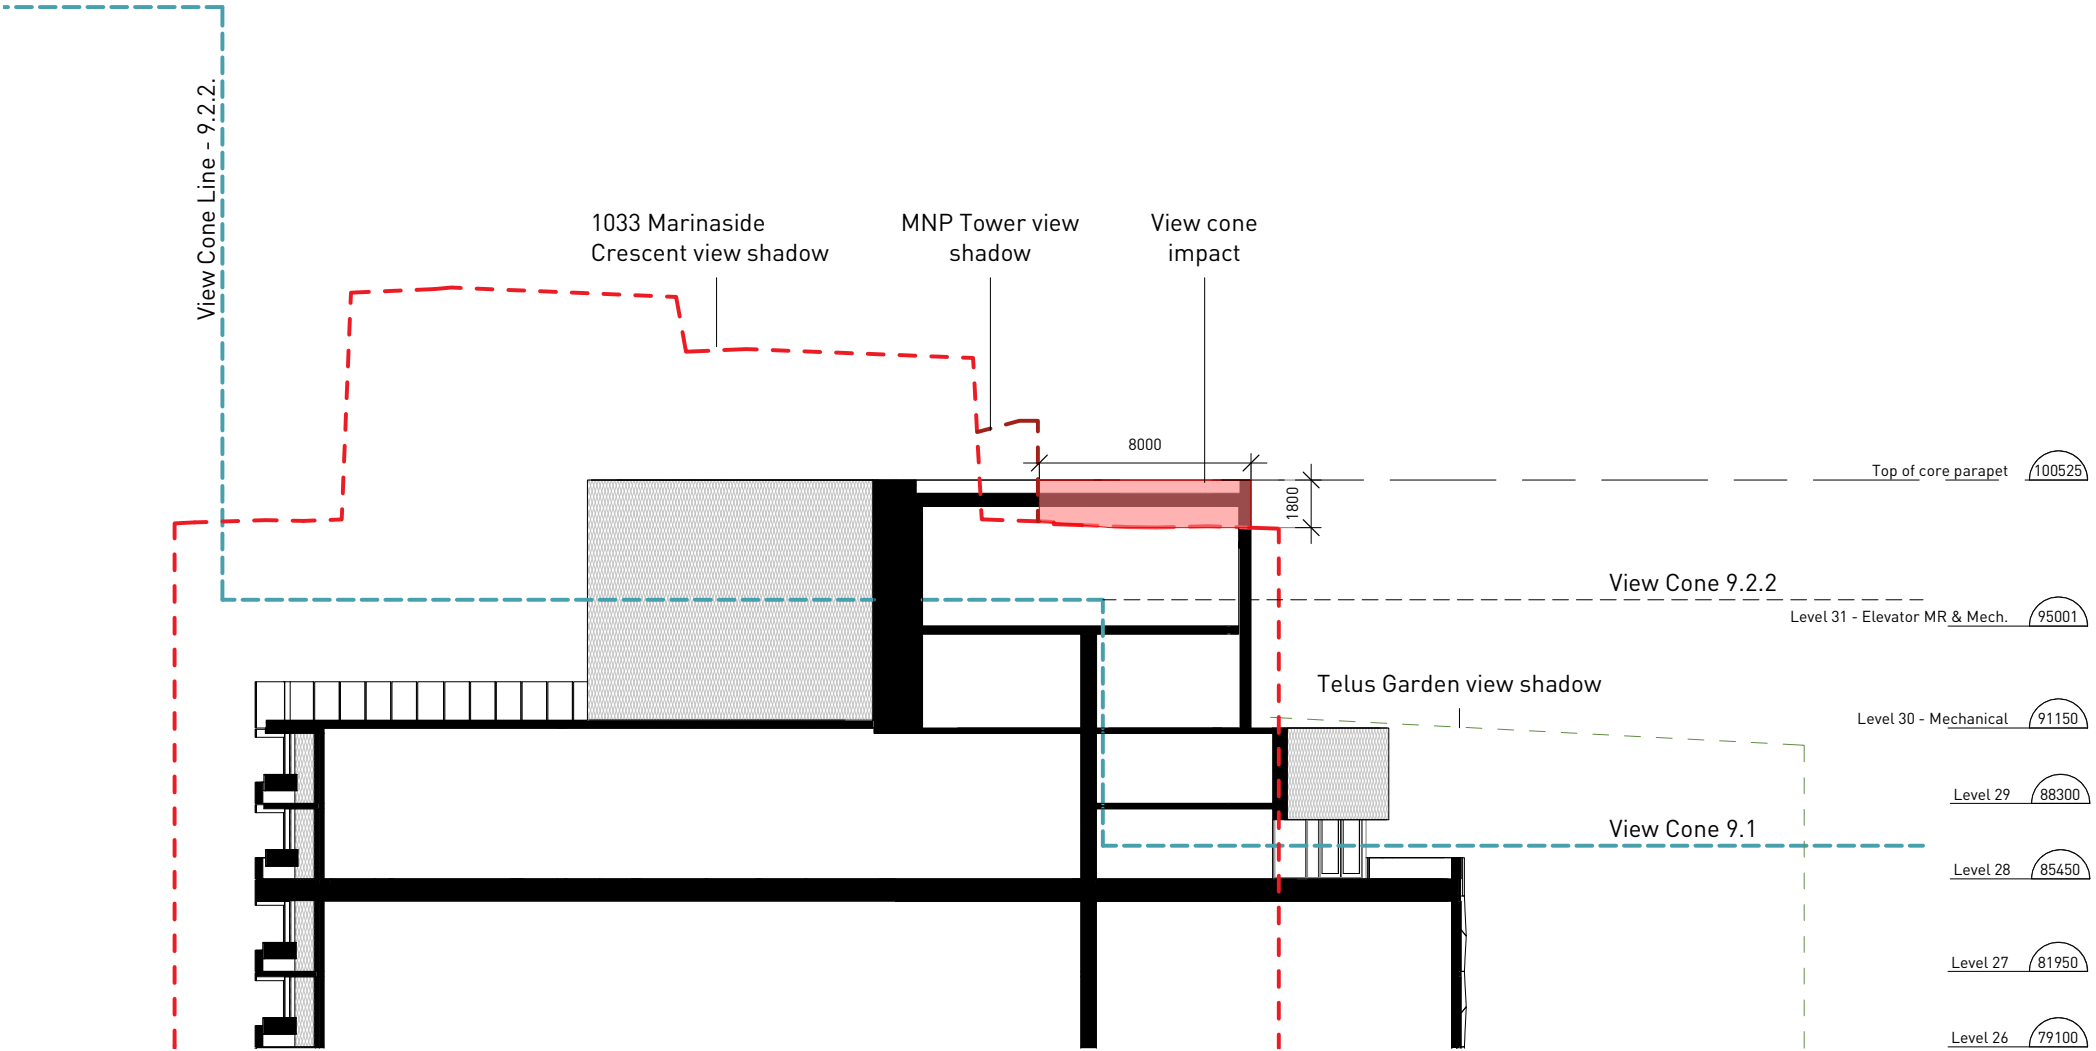 View Cone Line - 9.2.2.
1033 Marinaside
Crescent view shadow
MNP Tower view
shadow
View cone
impact
8000
1800
Top of core parapet 100525
View Cone 9.2.2
Level 31 - Elevator MR & Mech. 95001
Telus Garden view shadow
Level 30 - Mechanical 91150
Level 29 88300
View Cone 9.1
Level 28 85450
Level 27 81950
Level 26 79100